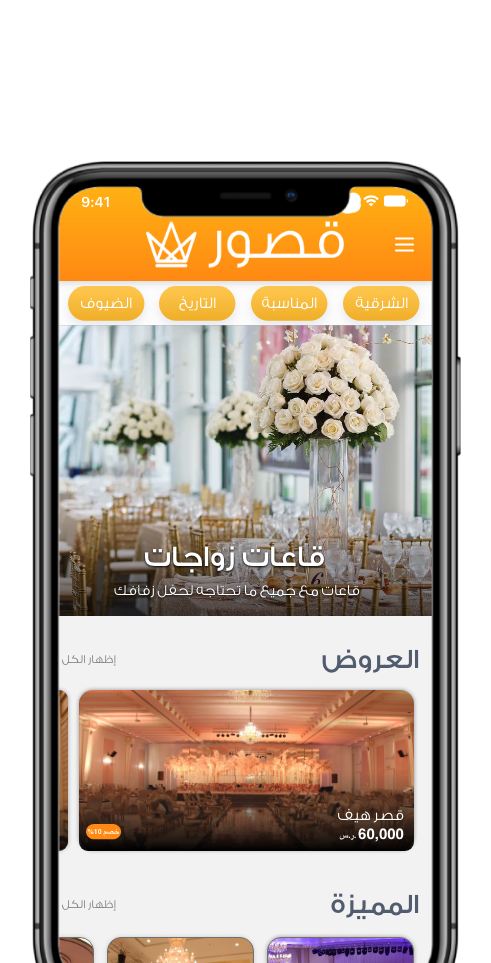 9:41
قصور
الشرقية
المناسبة
التاريخ
الضيوف
قاعات زواجات
قاعات مع جميع ما تحتاجه لحفل زفافك
العروض
إظهار الكل
قصر هيف
60,000 ر.س.
خصم 10%
المميزة
إظهار الكل